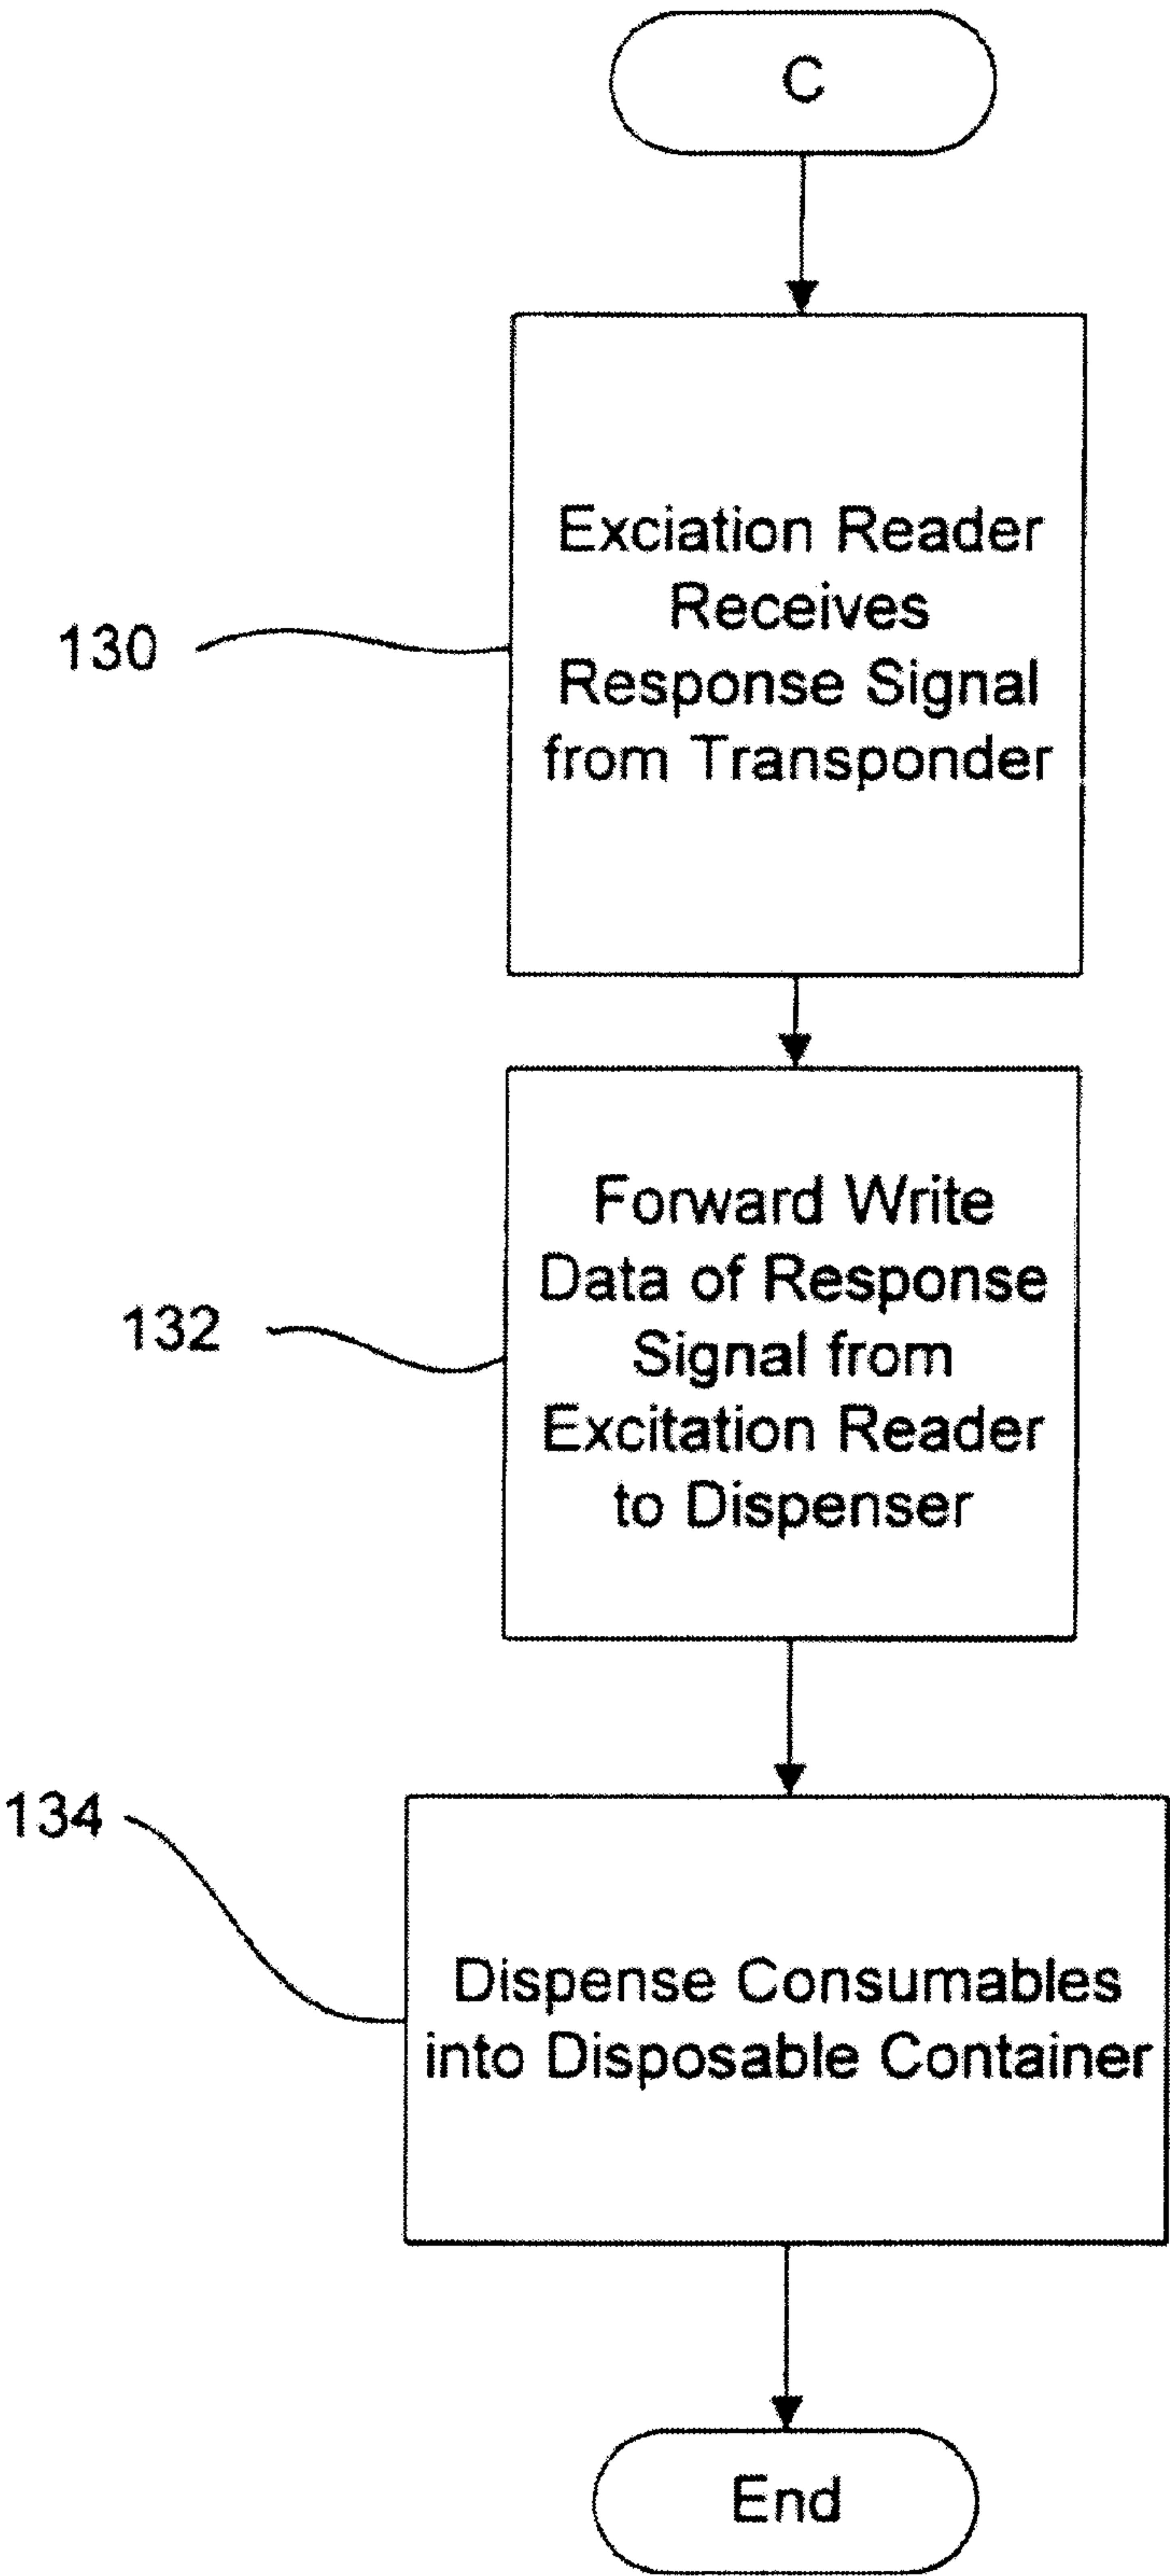 C
Exciation Reader
Receives
Response Signal
from Transponder
130
Forward Write
Data of Response
Signal from
Excitation Reader
to Dispenser
132
134
Dispense Consumables
into Disposable Container
End